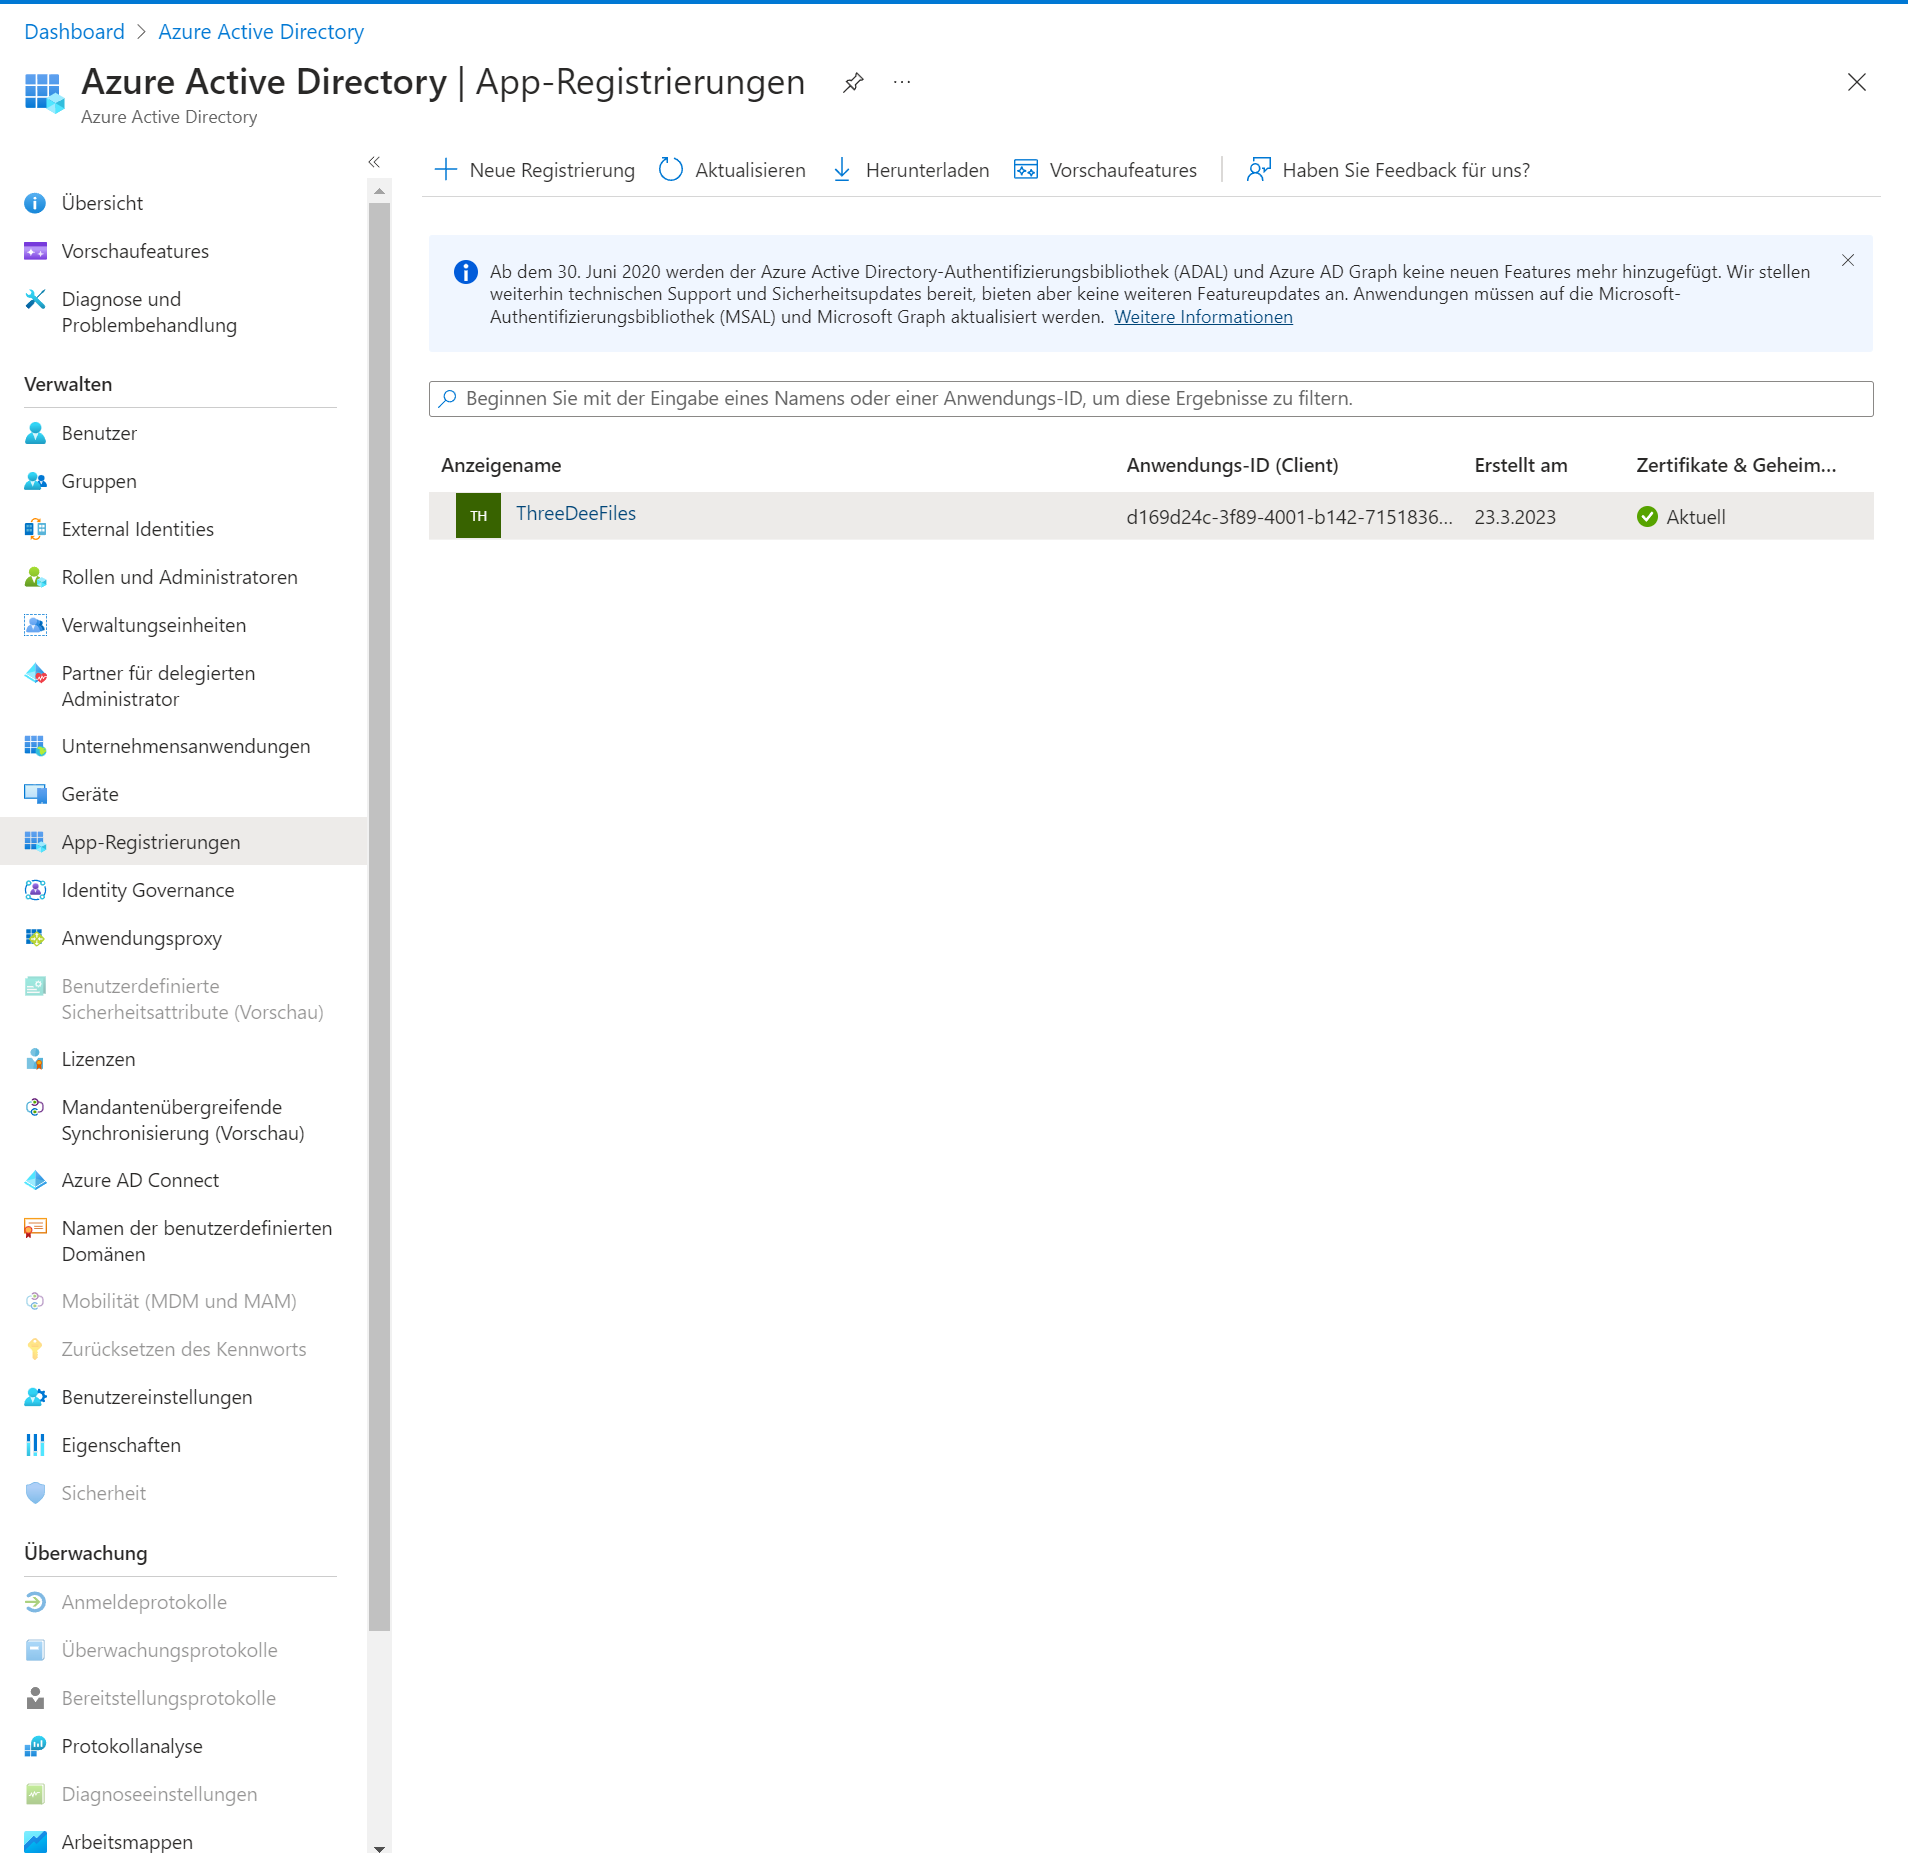 Dashboard > Azure Active Directory
Azure Active Directory | App-Registrierungen ...
Azure Active Directory
«
Übersicht
Vorschaufeatures
Diagnose und
Problembehandlung
Verwalten
Benutzer
Gruppen
External Identities
Rollen und Administratoren
Verwaltungseinheiten
Partner für delegierten
Administrator
Unternehmensanwendungen
Geräte
App-Registrierungen
Identity Governance
Anwendungsproxy
Benutzerdefinierte
Sicherheitsattribute (Vorschau)
Lizenzen
Mandantenübergreifende
Synchronisierung (Vorschau)
Azure AD Connect
Namen der benutzerdefinierten
Domänen
Mobilität (MDM und MAM)
Zurücksetzen des Kennworts
Benutzereinstellungen
Eigenschaften
Sicherheit
Überwachung
Anmeldeprotokolle
Überwachungsprotokolle
Bereitstellungsprotokolle
Protokollanalyse
Diagnoseeinstellungen
Arbeitsmappen
Neue Registrierung Aktualisieren Herunterladen Vorschaufeatures | Haben Sie Feedback für uns?
Ab dem 30. Juni 2020 werden der Azure Active Directory-Authentifizierungsbibliothek (ADAL) und Azure AD Graph keine neuen Features mehr hinzugefügt. Wir stellen
weiterhin technischen Support und Sicherheitsupdates bereit, bieten aber keine weiteren Featureupdates an. Anwendungen müssen auf die Microsoft-
Authentifizierungsbibliothek (MSAL) und Microsoft Graph aktualisiert werden. Weitere Informationen
Beginnen Sie mit der Eingabe eines Namens oder einer Anwendungs-ID, um diese Ergebnisse zu filtern.
Anzeigename Anwendungs-ID (Client) Erstellt am Zertifikate & Geheim...
TH ThreeDeeFiles d169d24c-3f89-4001-b142-7151836... 23.3.2023 Aktuell